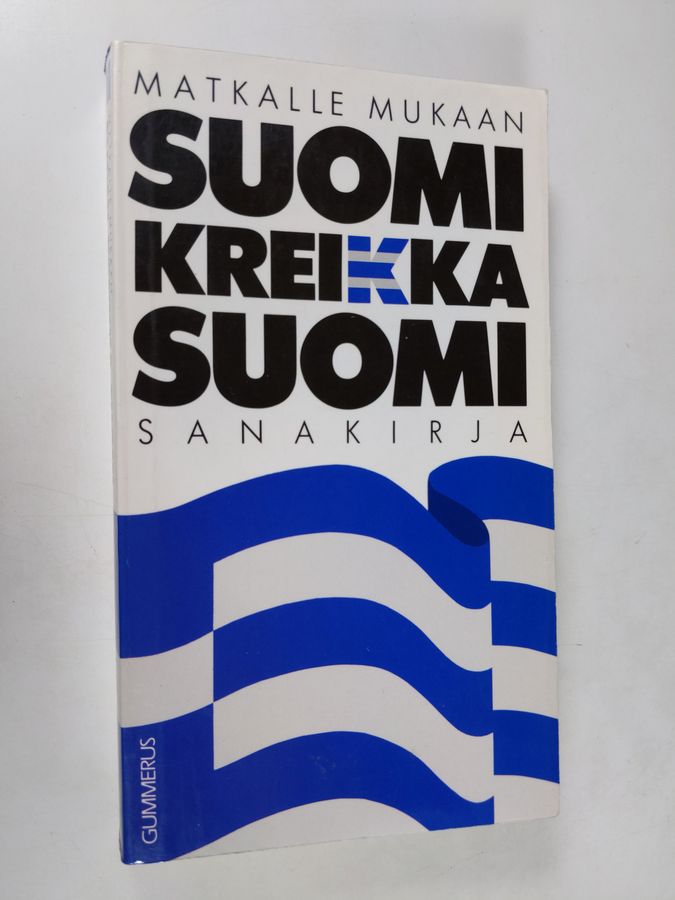 MATKALLE MUKAAN
SUOMI
KREIKKA
SUOMI
SANAKIRJA
GUMMERUS